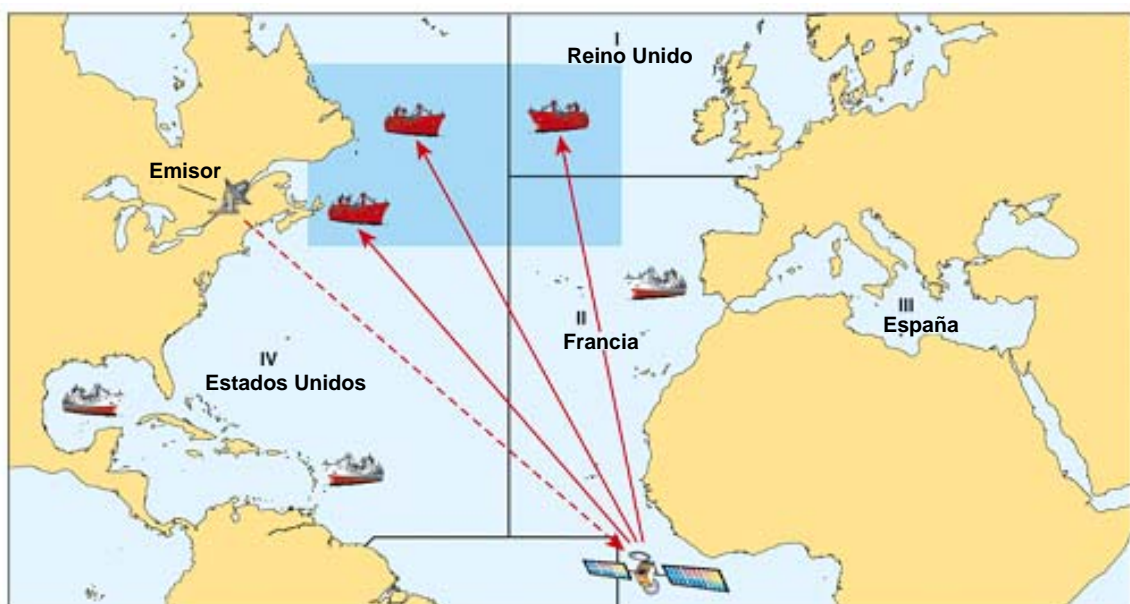 I
Reino Unido
Emisor
II
Francia
III
España
IV
Estados Unidos